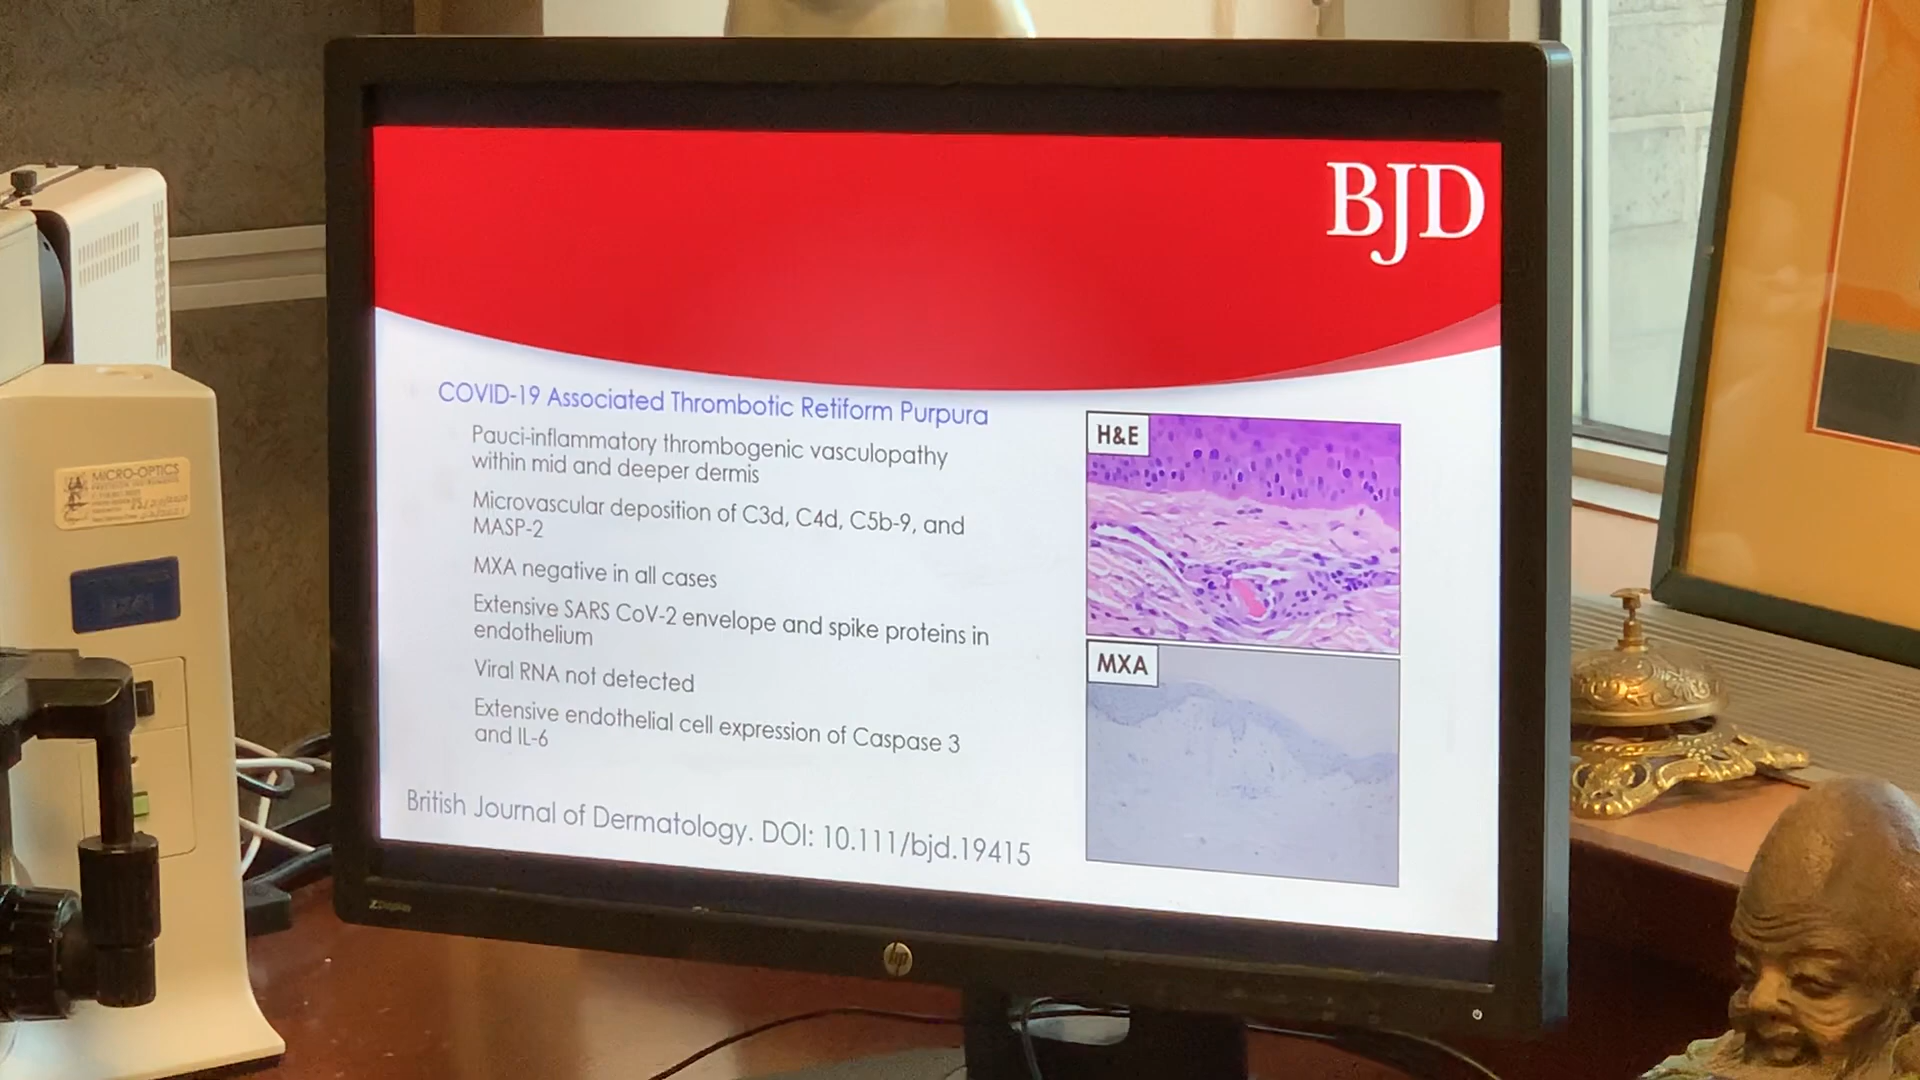 BJD
COVID-19 Associated Thrombotic Retiform Purpura
Pauci-inflammatory thrombogenic vasculopathy
within mid and deeper dermis
Microvascular deposition of C3d, C4d, C5b-9, and
MASP-2
MXA negative in all cases
Extensive SARS CoV-2 envelope and spike proteins in
endothelium
Viral RNA not detected
Extensive endothelial cell expression of Caspase 3
and IL-6
British Journal of Dermatology. DOI: 10.111/bjd.19415
H&E
MXA
MICRO-OPTICS
PRECISION INSTRUMENTS
hp